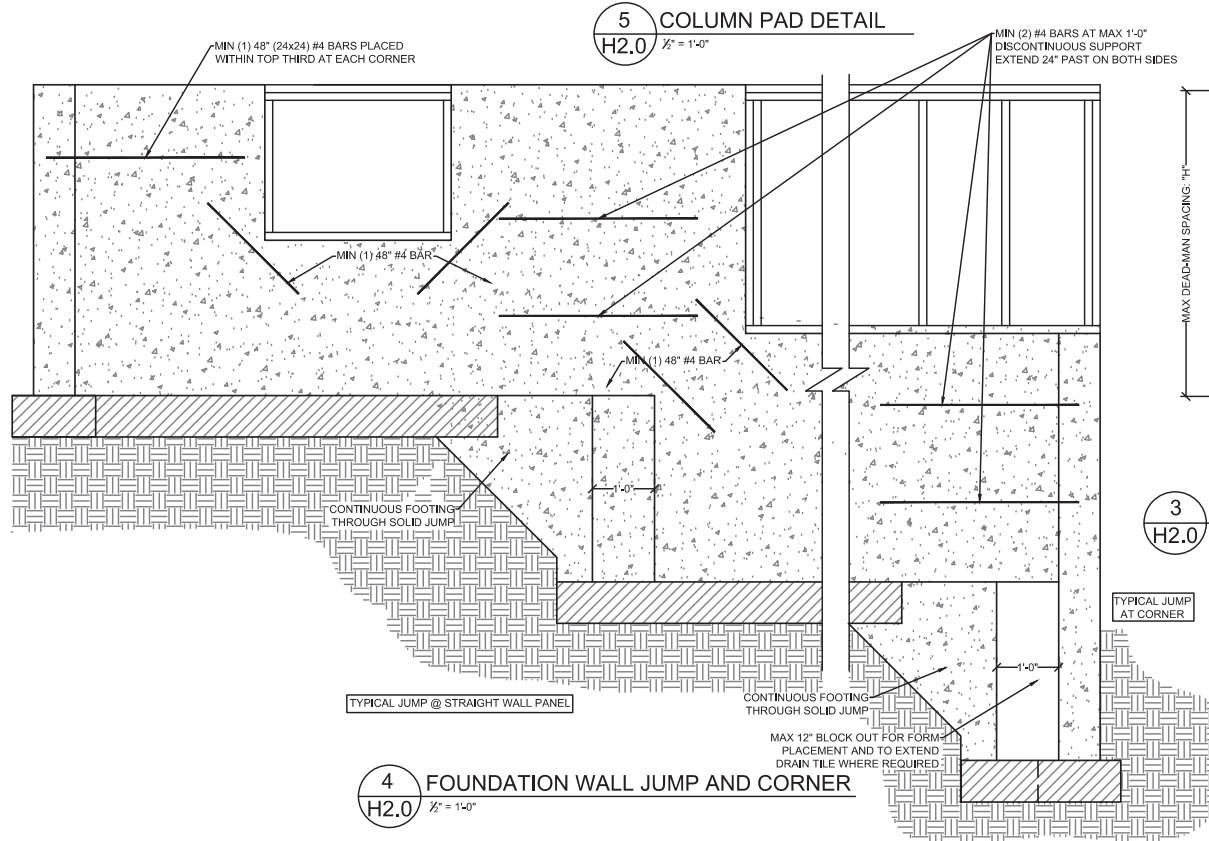 5
H2.0
COLUMN PAD DETAIL
½" = 1'-0"
MIN (1) 48" (24x24) #4 BARS PLACED
WITHIN TOP THIRD AT EACH CORNER
MIN (2) #4 BARS AT MAX 1'-0"
DISCONTINUOUS SUPPORT
EXTEND 24" PAST ON BOTH SIDES
MAX DEAD-MAN SPACING: "H"
MIN (1) 48" #4 BAR
MIN (1) 48" #4 BAR
1'-0"
CONTINUOUS FOOTING
THROUGH SOLID JUMP
3
H2.0
TYPICAL JUMP
AT CORNER
1'-0"
TYPICAL JUMP @ STRAIGHT WALL PANEL
CONTINUOUS FOOTING
THROUGH SOLID JUMP
MAX 12" BLOCK OUT FOR FORM
PLACEMENT AND TO EXTEND
DRAIN TILE WHERE REQUIRED
4
H2.0
FOUNDATION WALL JUMP AND CORNER
½" = 1'-0"